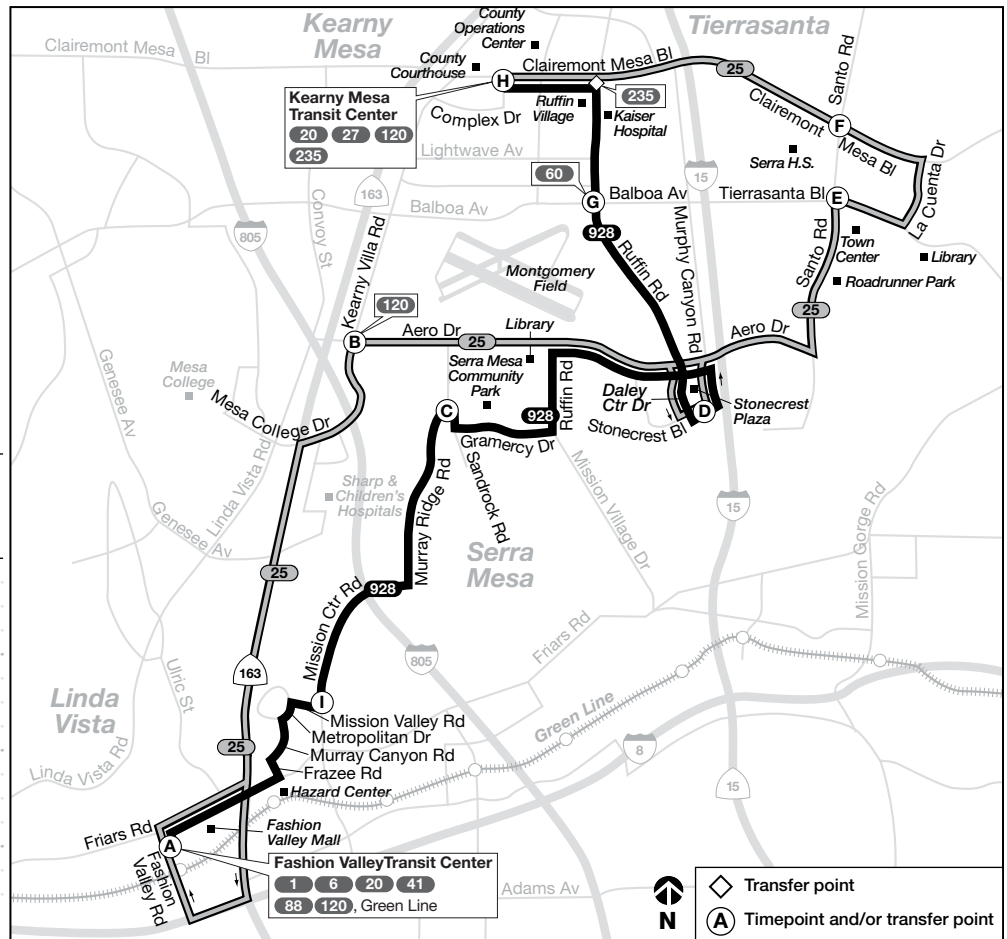 Kearny
Mesa
County
Operations
Center
Tierrasanta
Clairemont Mesa Bl
County
Courthouse
H
Clairemont Mesa Bl
25
Santo Rd
Kearny Mesa
Transit Center
20 27 120
235
Complex Dr
Ruffin
Village
235
Kaiser
Hospital
Clairemont
Mesa Bl
F
Lightwave Av
15
Serra H.S.
La Cuenta Dr
163
60
Convoy St
Balboa Av
G
Balboa Av
Tierrasanta Bl
E
805
Kearny Villa Rd
928
Ruffin Rd
Murphy Canyon Rd
Santo Rd
Town
Center
Library
Montgomery
Field
Roadrunner Park
120
25
B
Aero Dr
25
Library
Aero Dr
Genesee Av
Mesa
College
Serra Mesa
Community
Park
Ruffin Rd
Daley
Ctr Dr
Mesa College Dr
C
928
D
Stonecrest
Plaza
Stonecrest Bl
Gramercy Dr
Linda Vista Rd
Sandrock Rd
Murray Ridge Rd
Sharp &
Children's
Hospitals
Mission Village Dr
15
Mission Gorge Rd
Genesee Av
Serra
Mesa
25
Mission Ctr Rd
928
Friars Rd
805
163
Ulric St
Linda
Vista
I
Green Line
Mission Valley Rd
Metropolitan Dr
Murray Canyon Rd
Frazee Rd
8
25
Linda Vista Rd
Hazard Center
15
Friars Rd
A
Fashion
Valley Mall
Fashion
Valley Rd
Fashion ValleyTransit Center
1 6 20 41
88 120, Green Line
Adams Av
N
Transfer point
A Timepoint and/or transfer point